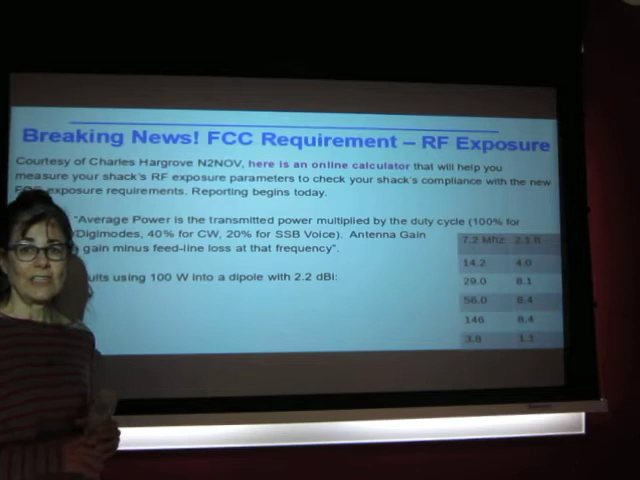 Breaking News! FCC Requirement – RF Exposure
Courtesy of Charles Hargrove N2NOV, here is an online calculator that will help you
measure your shack's RF exposure parameters to check your shack's compliance with the new
FCC exposure requirements. Reporting begins today.
"Average Power is the transmitted power multiplied by the duty cycle (100% for
/Digimodes, 40% for CW, 20% for SSB Voice). Antenna Gain
gain minus feed-line loss at that frequency".
using 100 W into a dipole with 2.2 dBi:
7.2 Mhz
14.2 4.0
29.0 8.1
56.0 8.4
146 8.4
3.8 1.1